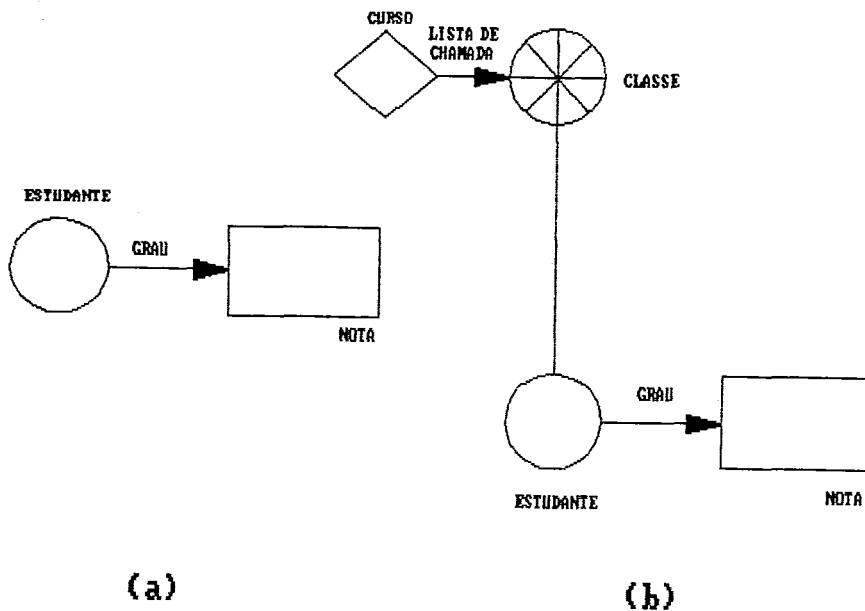 CURSO
LISTA DE
CHAMADA
CLASSE
ESTUDANTE
GRAU
NOTA
GRAU
ESTUDANTE
NOTA
(a)
(b)